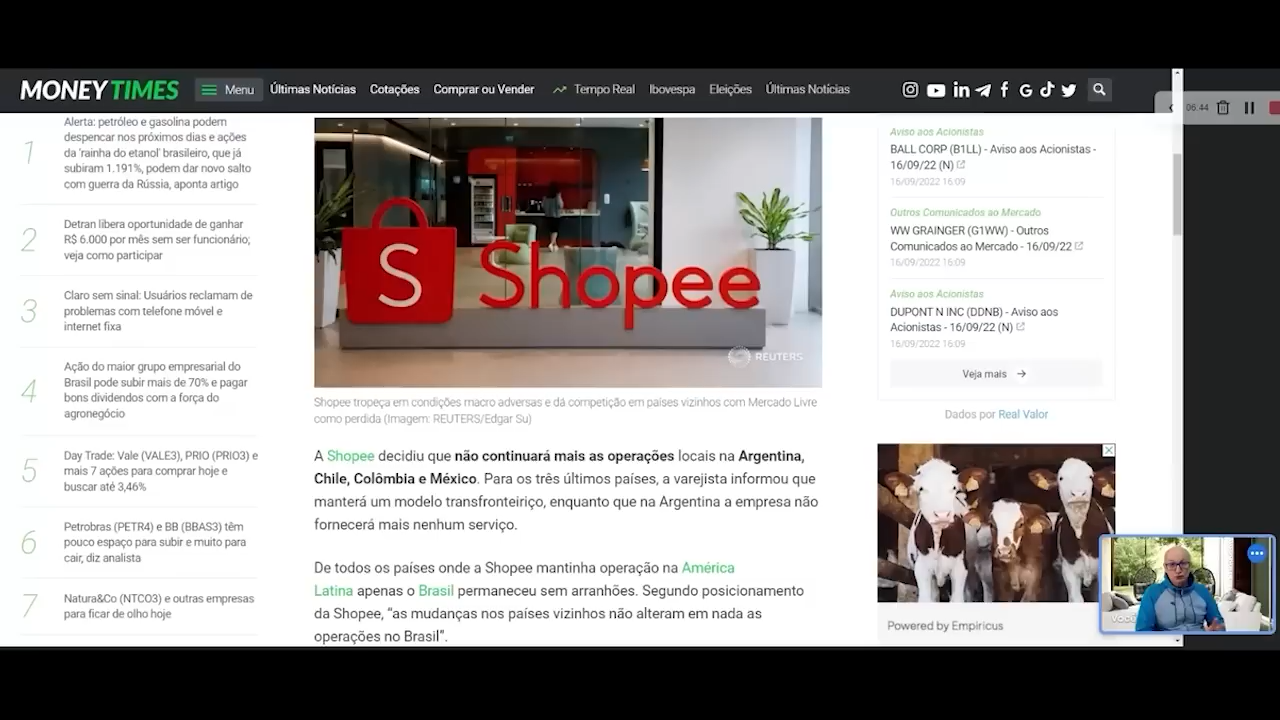 MONEY TIMES
Menu
Últimas Notícias
Cotações
Comprar ou Vender
Tempo Real
Ibovespa
Eleições
Últimas Notícias
06:44
1
Alerta: petróleo e gasolina podem
despencar nos próximos dias e ações
da 'rainha do etanol' brasileiro, que já
subiram 1.191%, podem dar novo salto
com guerra da Rússia, aponta artigo
2
Detran libera oportunidade de ganhar
R$ 6.000 por mês sem ser funcionário;
veja como participar
3
Claro sem sinal: Usuários reclamam de
problemas com telefone móvel e
internet fixa
4
Ação do maior grupo empresarial do
Brasil pode subir mais de 70% e pagar
bons dividendos com a força do
agronegócio
5
Day Trade: Vale (VALE3), PRIO (PRIO3) e
mais 7 ações para comprar hoje e
buscar até 3,46%
6
Petrobras (PETR4) e BB (BBAS3) têm
pouco espaço para subir e muito para
cair, diz analista
7
Natura&Co (NTCO3) e outras empresas
para ficar de olho hoje
S Shopee
REUTERS
Shopee tropeça em condições macro adversas e dá competição em países vizinhos com Mercado Livre
como perdida (Imagem: REUTERS/Edgar Su)
A Shopee decidiu que não continuará mais as operações locais na Argentina,
Chile, Colômbia e México. Para os três últimos países, a varejista informou que
manterá um modelo transfronteiriço, enquanto que na Argentina a empresa não
fornecerá mais nenhum serviço.
De todos os países onde a Shopee mantinha operação na América
Latina apenas o Brasil permaneceu sem arranhões. Segundo posicionamento
da Shopee, "as mudanças nos países vizinhos não alteram em nada as
operações no Brasil".
Aviso aos Acionistas
BALL CORP (B1LL) - Aviso aos Acionistas -
16/09/22 (N)
16/09/2022 16:09
Outros Comunicados ao Mercado
WW GRAINGER (G1WW) - Outros
Comunicados ao Mercado - 16/09/22
16/09/2022 16:09
Aviso aos Acionistas
DUPONT N INC (DDNB) - Aviso aos
Acionistas - 16/09/22 (N)
16/09/2022 16:09
Veja mais
Dados por Real Valor
Powered by Empiricus